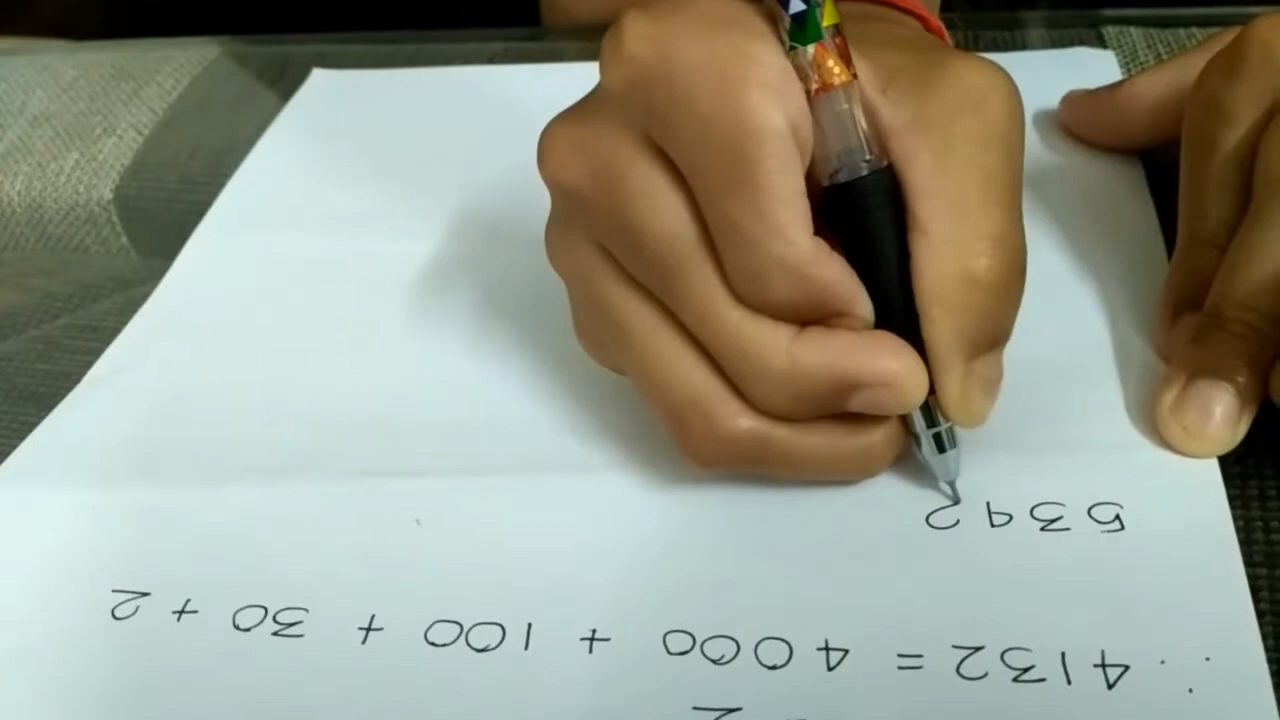 ∴ 4132 = 4000 + 100 + 30 + 2
5392